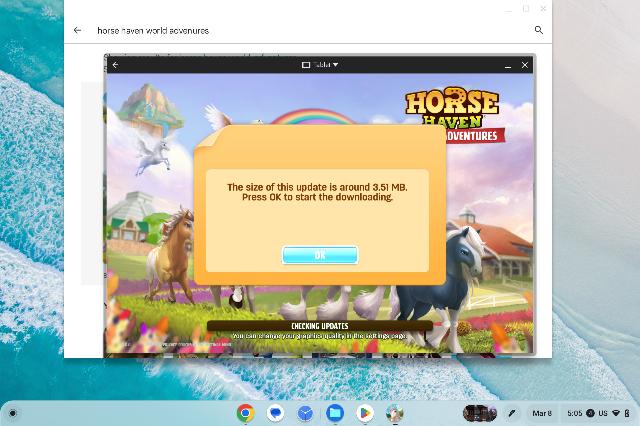 horse haven world advenures
Tablet
HORSE
HAVEN
ADVENTURES
The size of this update is around 3.51 MB.
Press OK to start the downloading.
OK
CHECKING UPDATES
You can change your graphics quality in the settings page
Mar 8
5:05
US